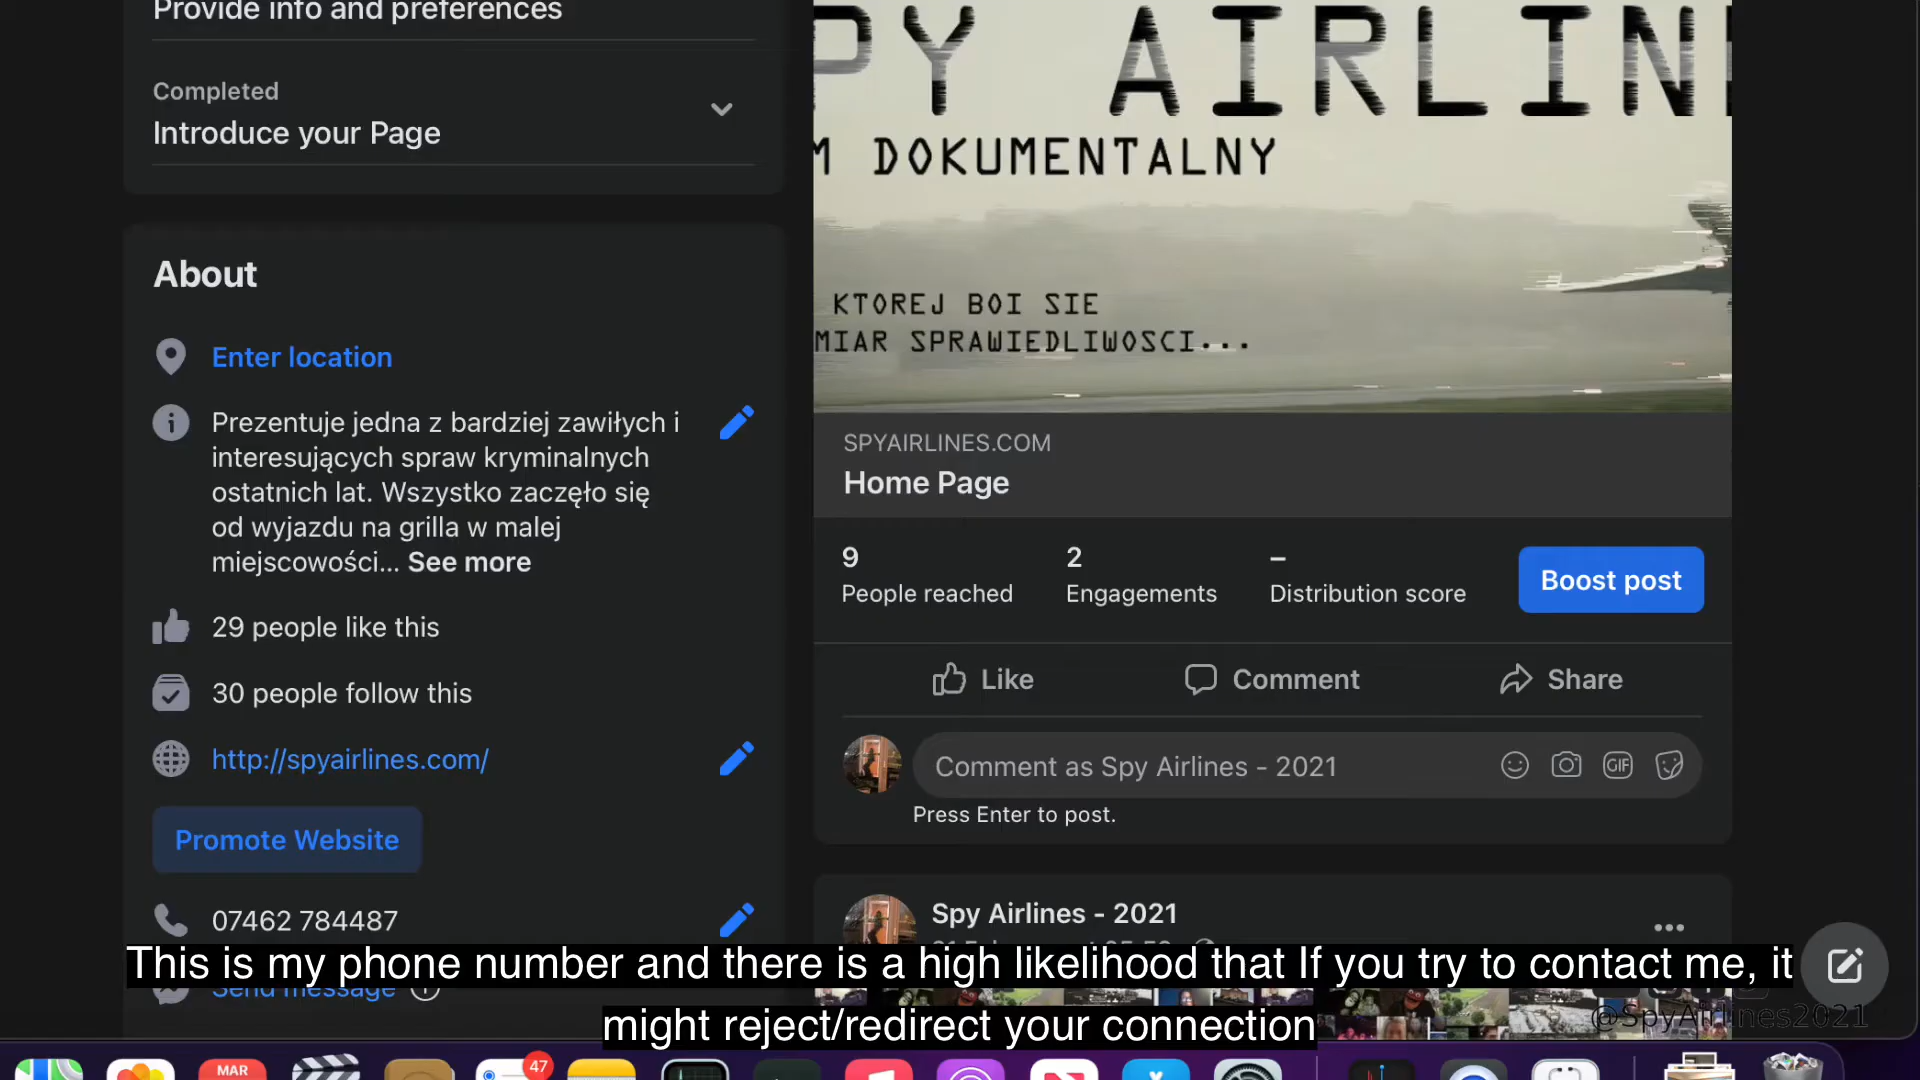 Provide info and preferences
Completed
Introduce your Page
About
Enter location
Prezentuje jedna z bardziej zawiłych i
interesujących spraw kryminalnych
ostatnich lat. Wszystko zaczęło się
od wyjazdu na grilla w malej
miejscowości... See more
29 people like this
30 people follow this
http://spyairlines.com/
Promote Website
07462 784487
Send message
PY AIRLIN
M DOKUMENTALNY
KTOREJ BOI SIE
MIAR SPRAWIEDLIWOSCI...
SPYAIRLINES.COM
Home Page
9
People reached
2
Engagements
–
Distribution score
Boost post
Like
Comment
Share
Comment as Spy Airlines - 2021
GIF
Press Enter to post.
Spy Airlines - 2021
This is my phone number and there is a high likelihood that If you try to contact me, it
might reject/redirect your connection
@SpyAirlines2021
MAR
47